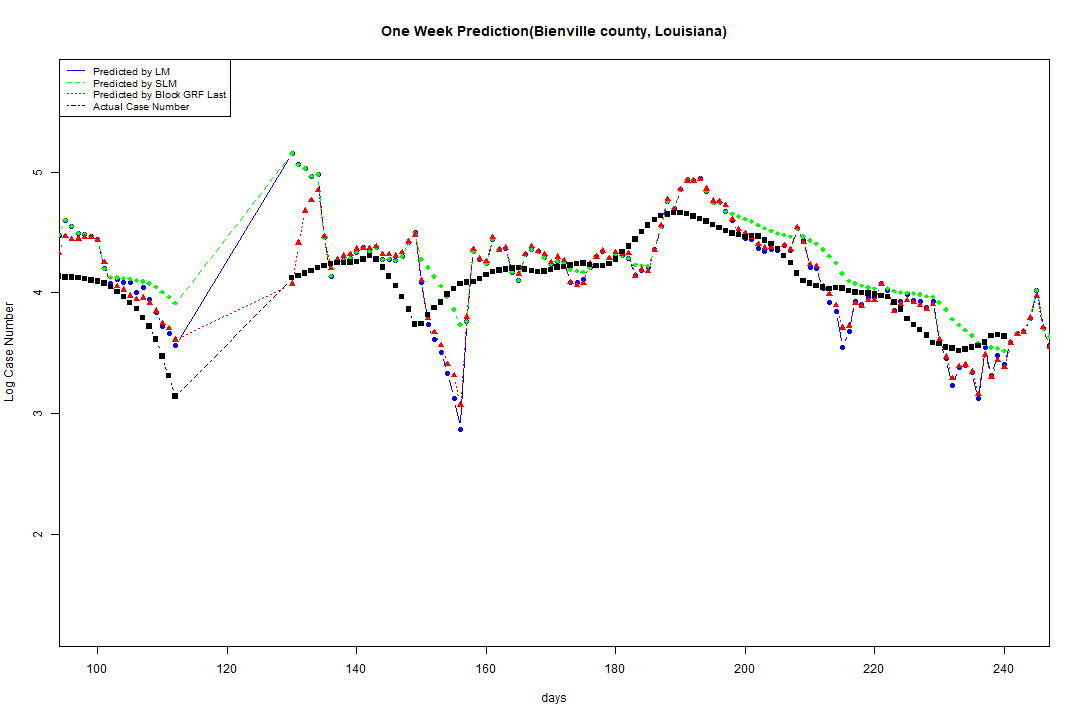 One Week Prediction(Bienville county, Louisiana)
Predicted by LM
Predicted by SLM
Predicted by Block GRF Last
Actual Case Number
Log Case Number
5
4
3
2
100 120 140 160 180 200 220 240
days